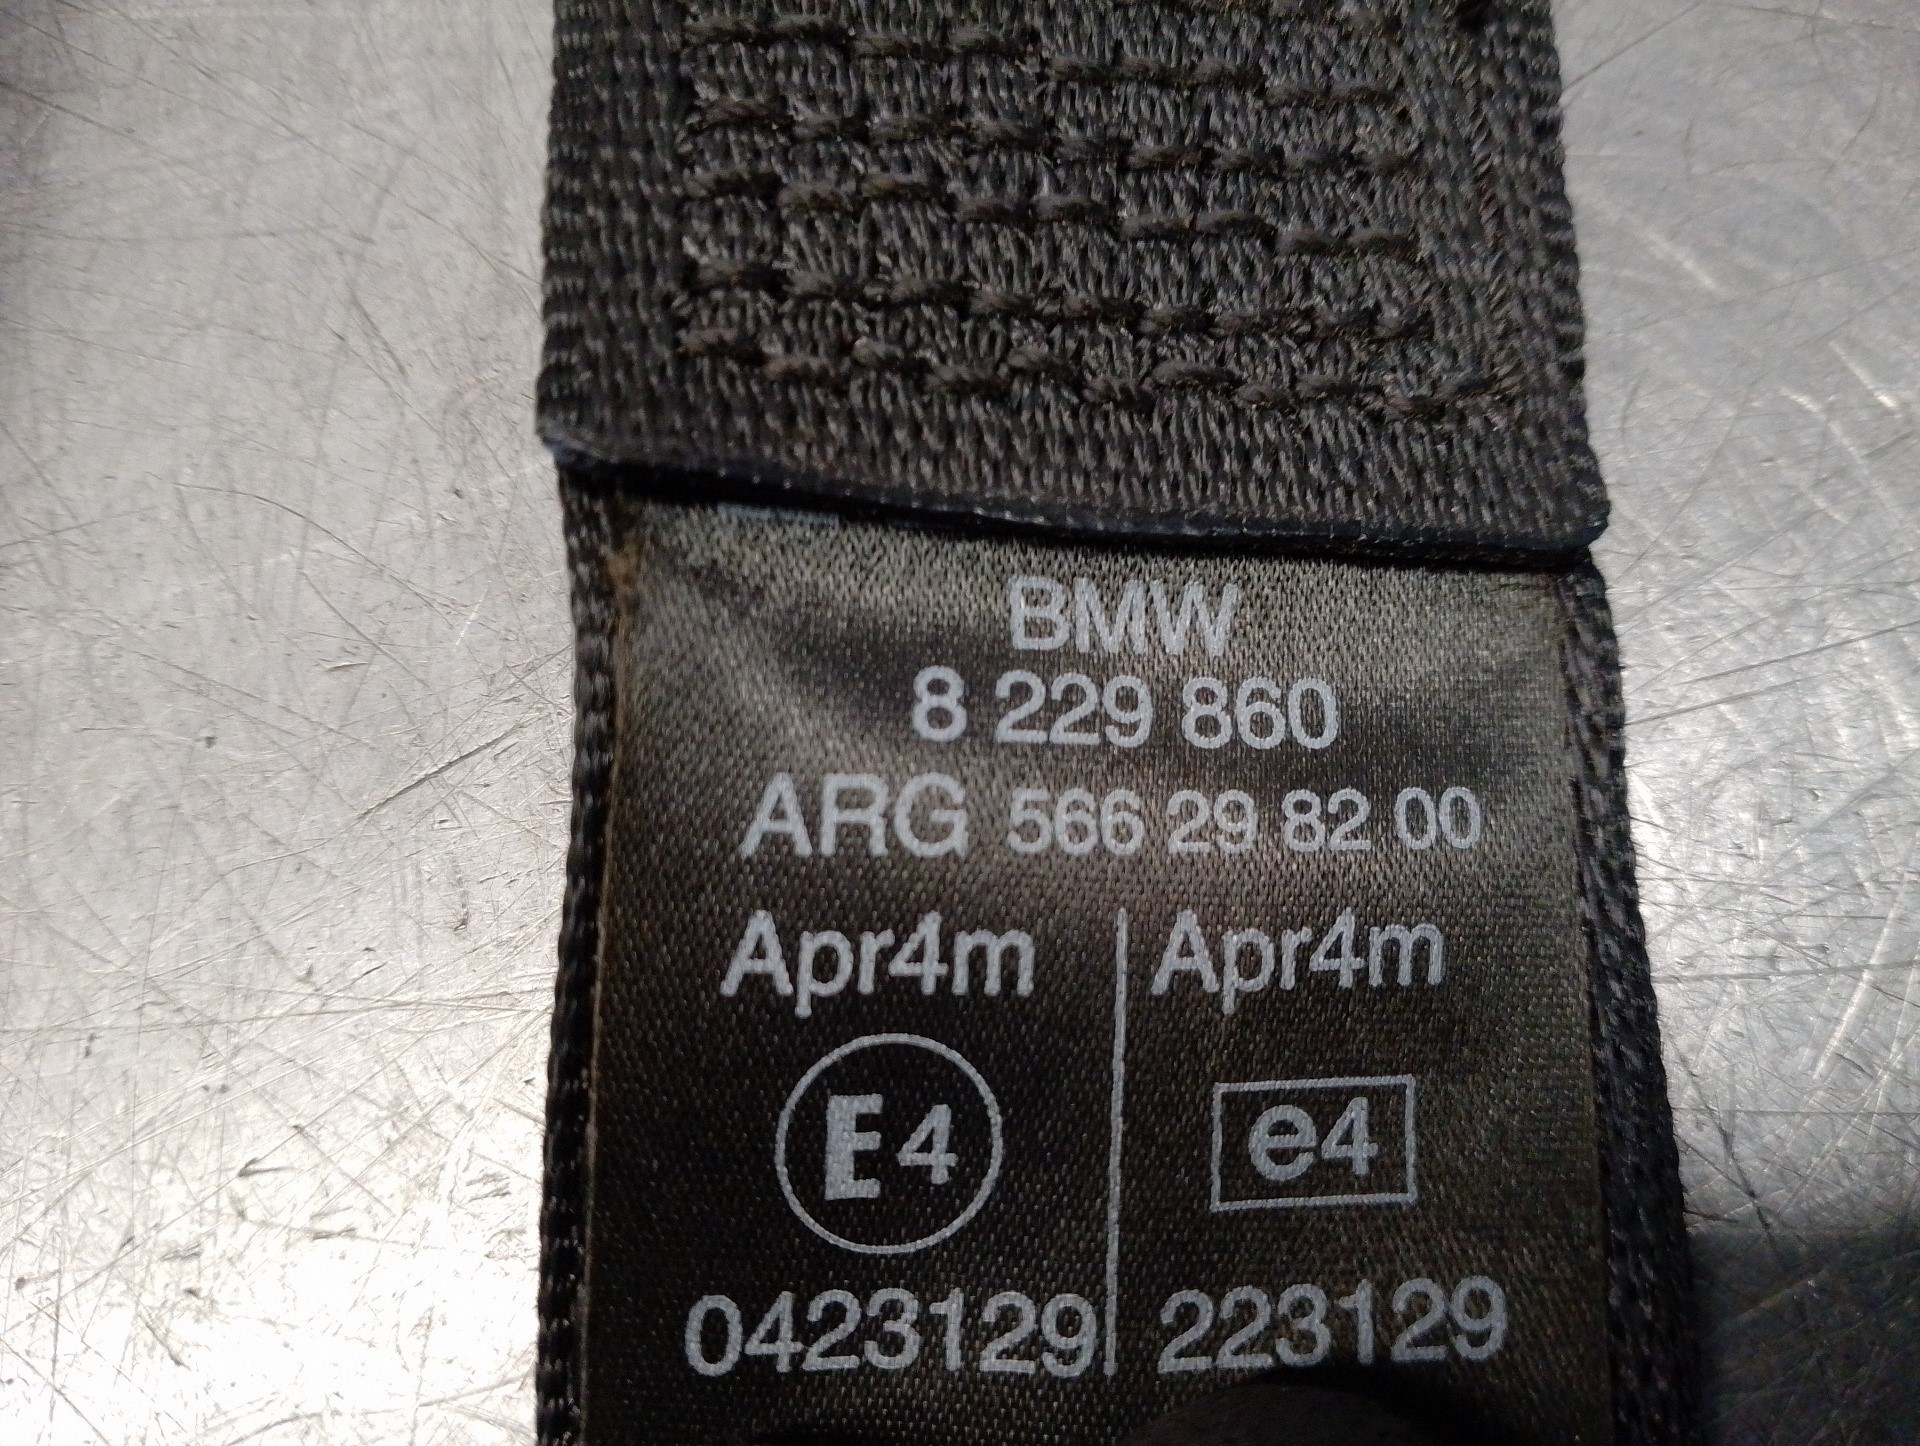 BMW
8 229 860
ARG 566 29 82 00
Apr4m Apr4m
E4 e4
0423129 223129